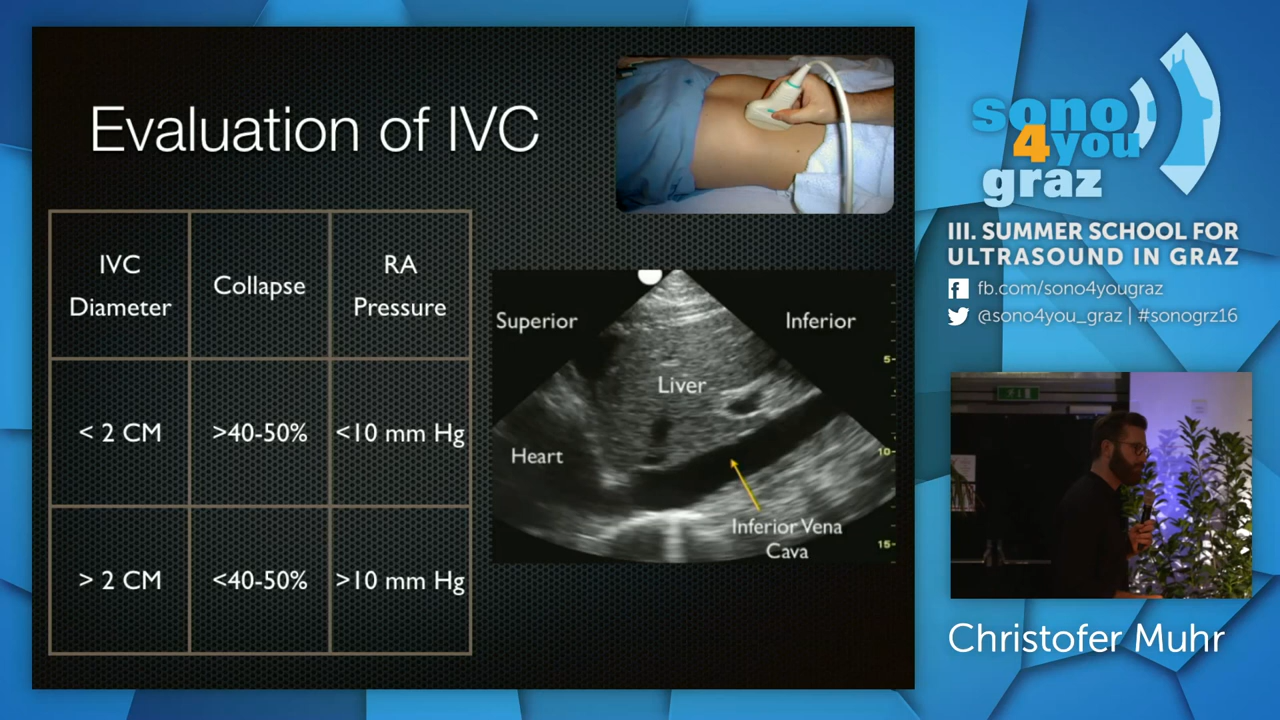 Evaluation of IVC
IVC
Diameter
Collapse
RA
Pressure
< 2 CM
>40-50%
<10 mm Hg
> 2 CM
<40-50%
>10 mm Hg
Superior
Inferior
Liver
Heart
Inferior Vena
Cava
5-
10-
15-
sono
4you
graz
III. SUMMER SCHOOL FOR
ULTRASOUND IN GRAZ
fb.com/sono4yougraz
@sono4you_graz | #sonogrz16
Christofer Muhr